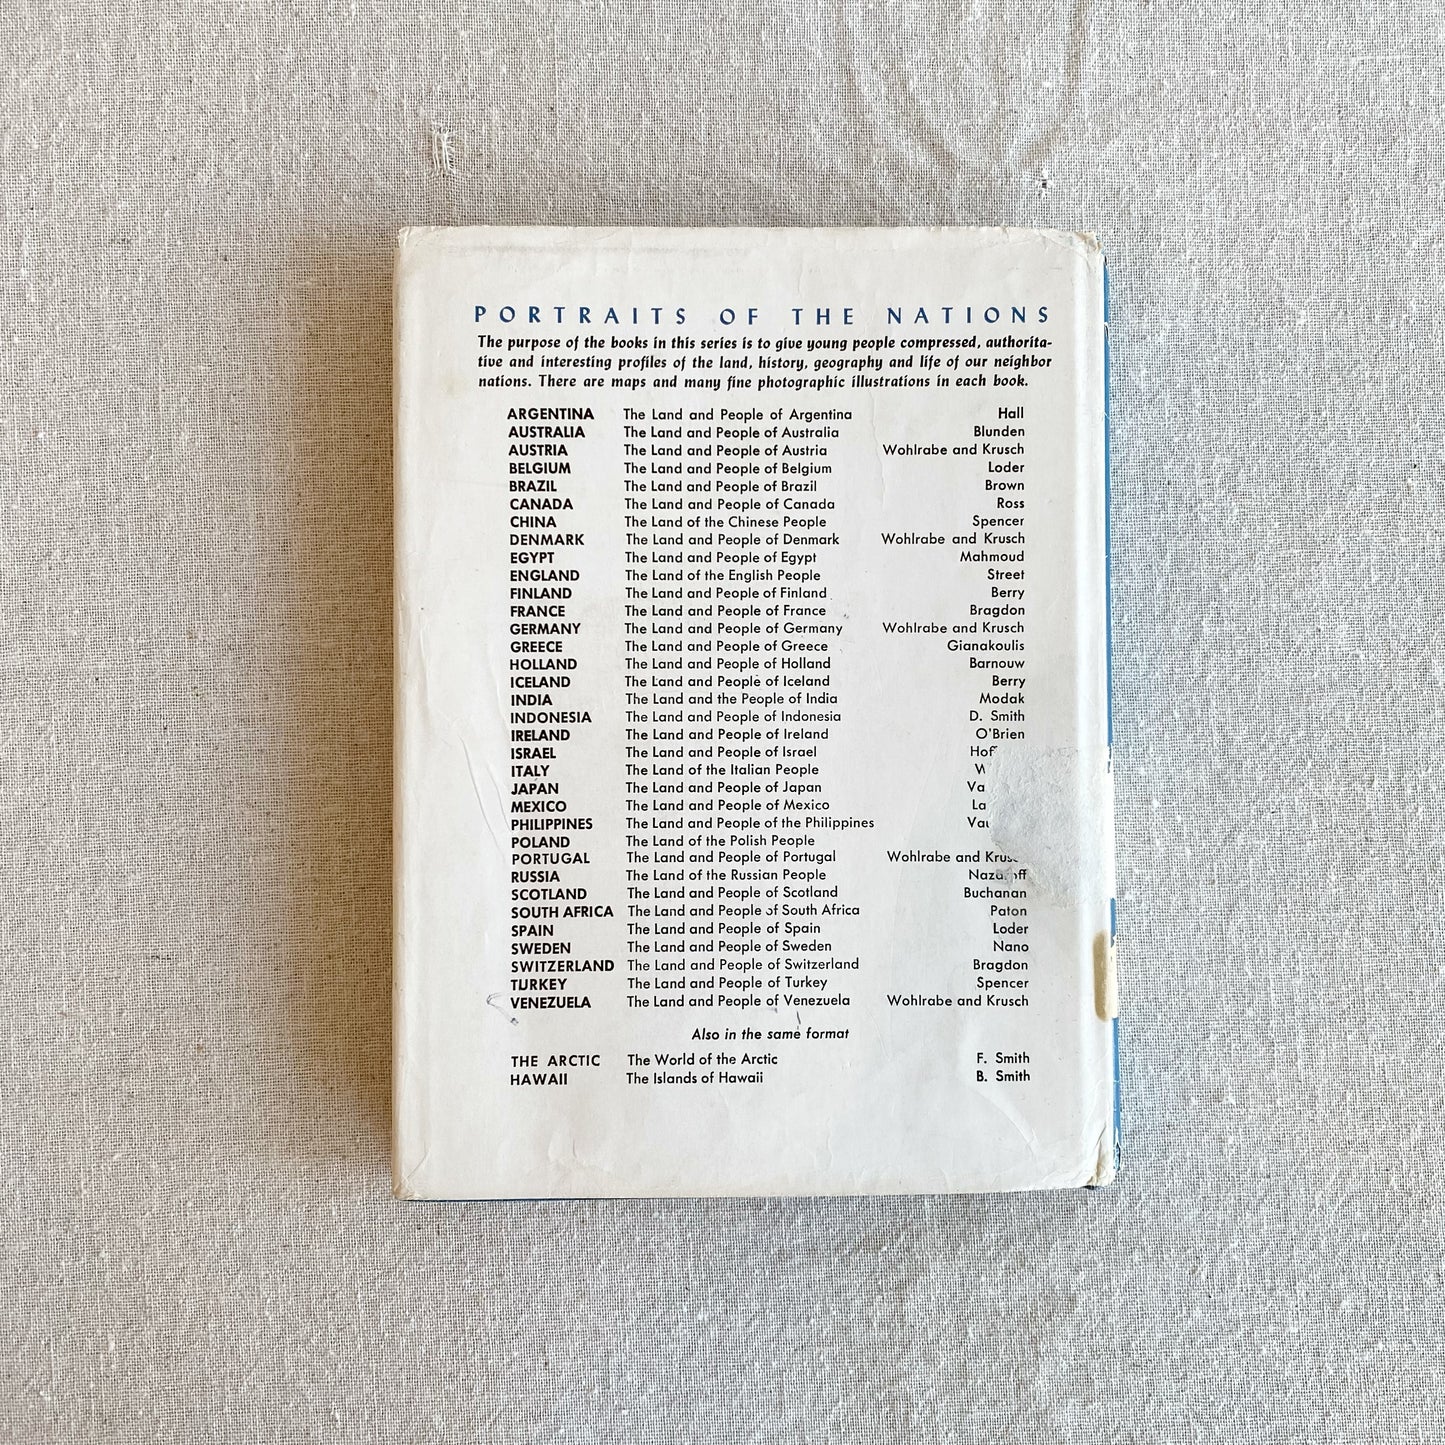 PORTRAITS OF THE NATIONS
The purpose of the books in this series is to give young people compressed, authorita-
tive and interesting profiles of the land, history, geography and life of our neighbor
nations. There are maps and many fine photographic illustrations in each book.
ARGENTINA The Land and People of Argentina Hall
AUSTRALIA The Land and People of Australia Blunden
AUSTRIA The Land and People of Austria Wohlrabe and Krusch
BELGIUM The Land and People of Belgium Loder
BRAZIL The Land and People of Brazil Brown
CANADA The Land and People of Canada Ross
CHINA The Land of the Chinese People Spencer
DENMARK The Land and People of Denmark Wohlrabe and Krusch
EGYPT The Land and People of Egypt Mahmoud
ENGLAND The Land of the English People Street
FINLAND The Land and People of Finland Berry
FRANCE The Land and People of France Bragdon
GERMANY The Land and People of Germany Wohlrabe and Krusch
GREECE The Land and People of Greece Gianakoulis
HOLLAND The Land and People of Holland Barnouw
ICELAND The Land and People of Iceland Berry
INDIA The Land and the People of India Modak
INDONESIA The Land and People of Indonesia D. Smith
IRELAND The Land and People of Ireland O'Brien
ISRAEL The Land and People of Israel
ITALY The Land of the Italian People
JAPAN The Land and People of Japan
MEXICO The Land and People of Mexico
PHILIPPINES The Land and People of the Philippines
POLAND The Land of the Polish People
PORTUGAL The Land and People of Portugal Wohlrabe and
RUSSIA The Land of the Russian People
SCOTLAND The Land and People of Scotland Buchanan
SOUTH AFRICA The Land and People of South Africa Paton
SPAIN The Land and People of Spain Loder
SWEDEN The Land and People of Sweden Nano
SWITZERLAND The Land and People of Switzerland Bragdon
TURKEY The Land and People of Turkey Spencer
VENEZUELA The Land and People of Venezuela Wohlrabe and Krusch
Also in the same format
THE ARCTIC The World of the Arctic F. Smith
HAWAII The Islands of Hawaii B. Smith